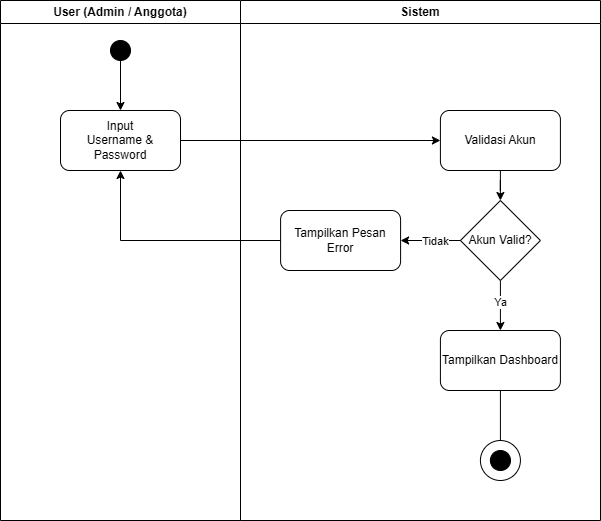 User (Admin / Anggota)
Sistem
Input
Username &
Password
Validasi Akun
Tampilkan Pesan
Error
Tidak
Akun Valid?
Ya
Tampilkan Dashboard